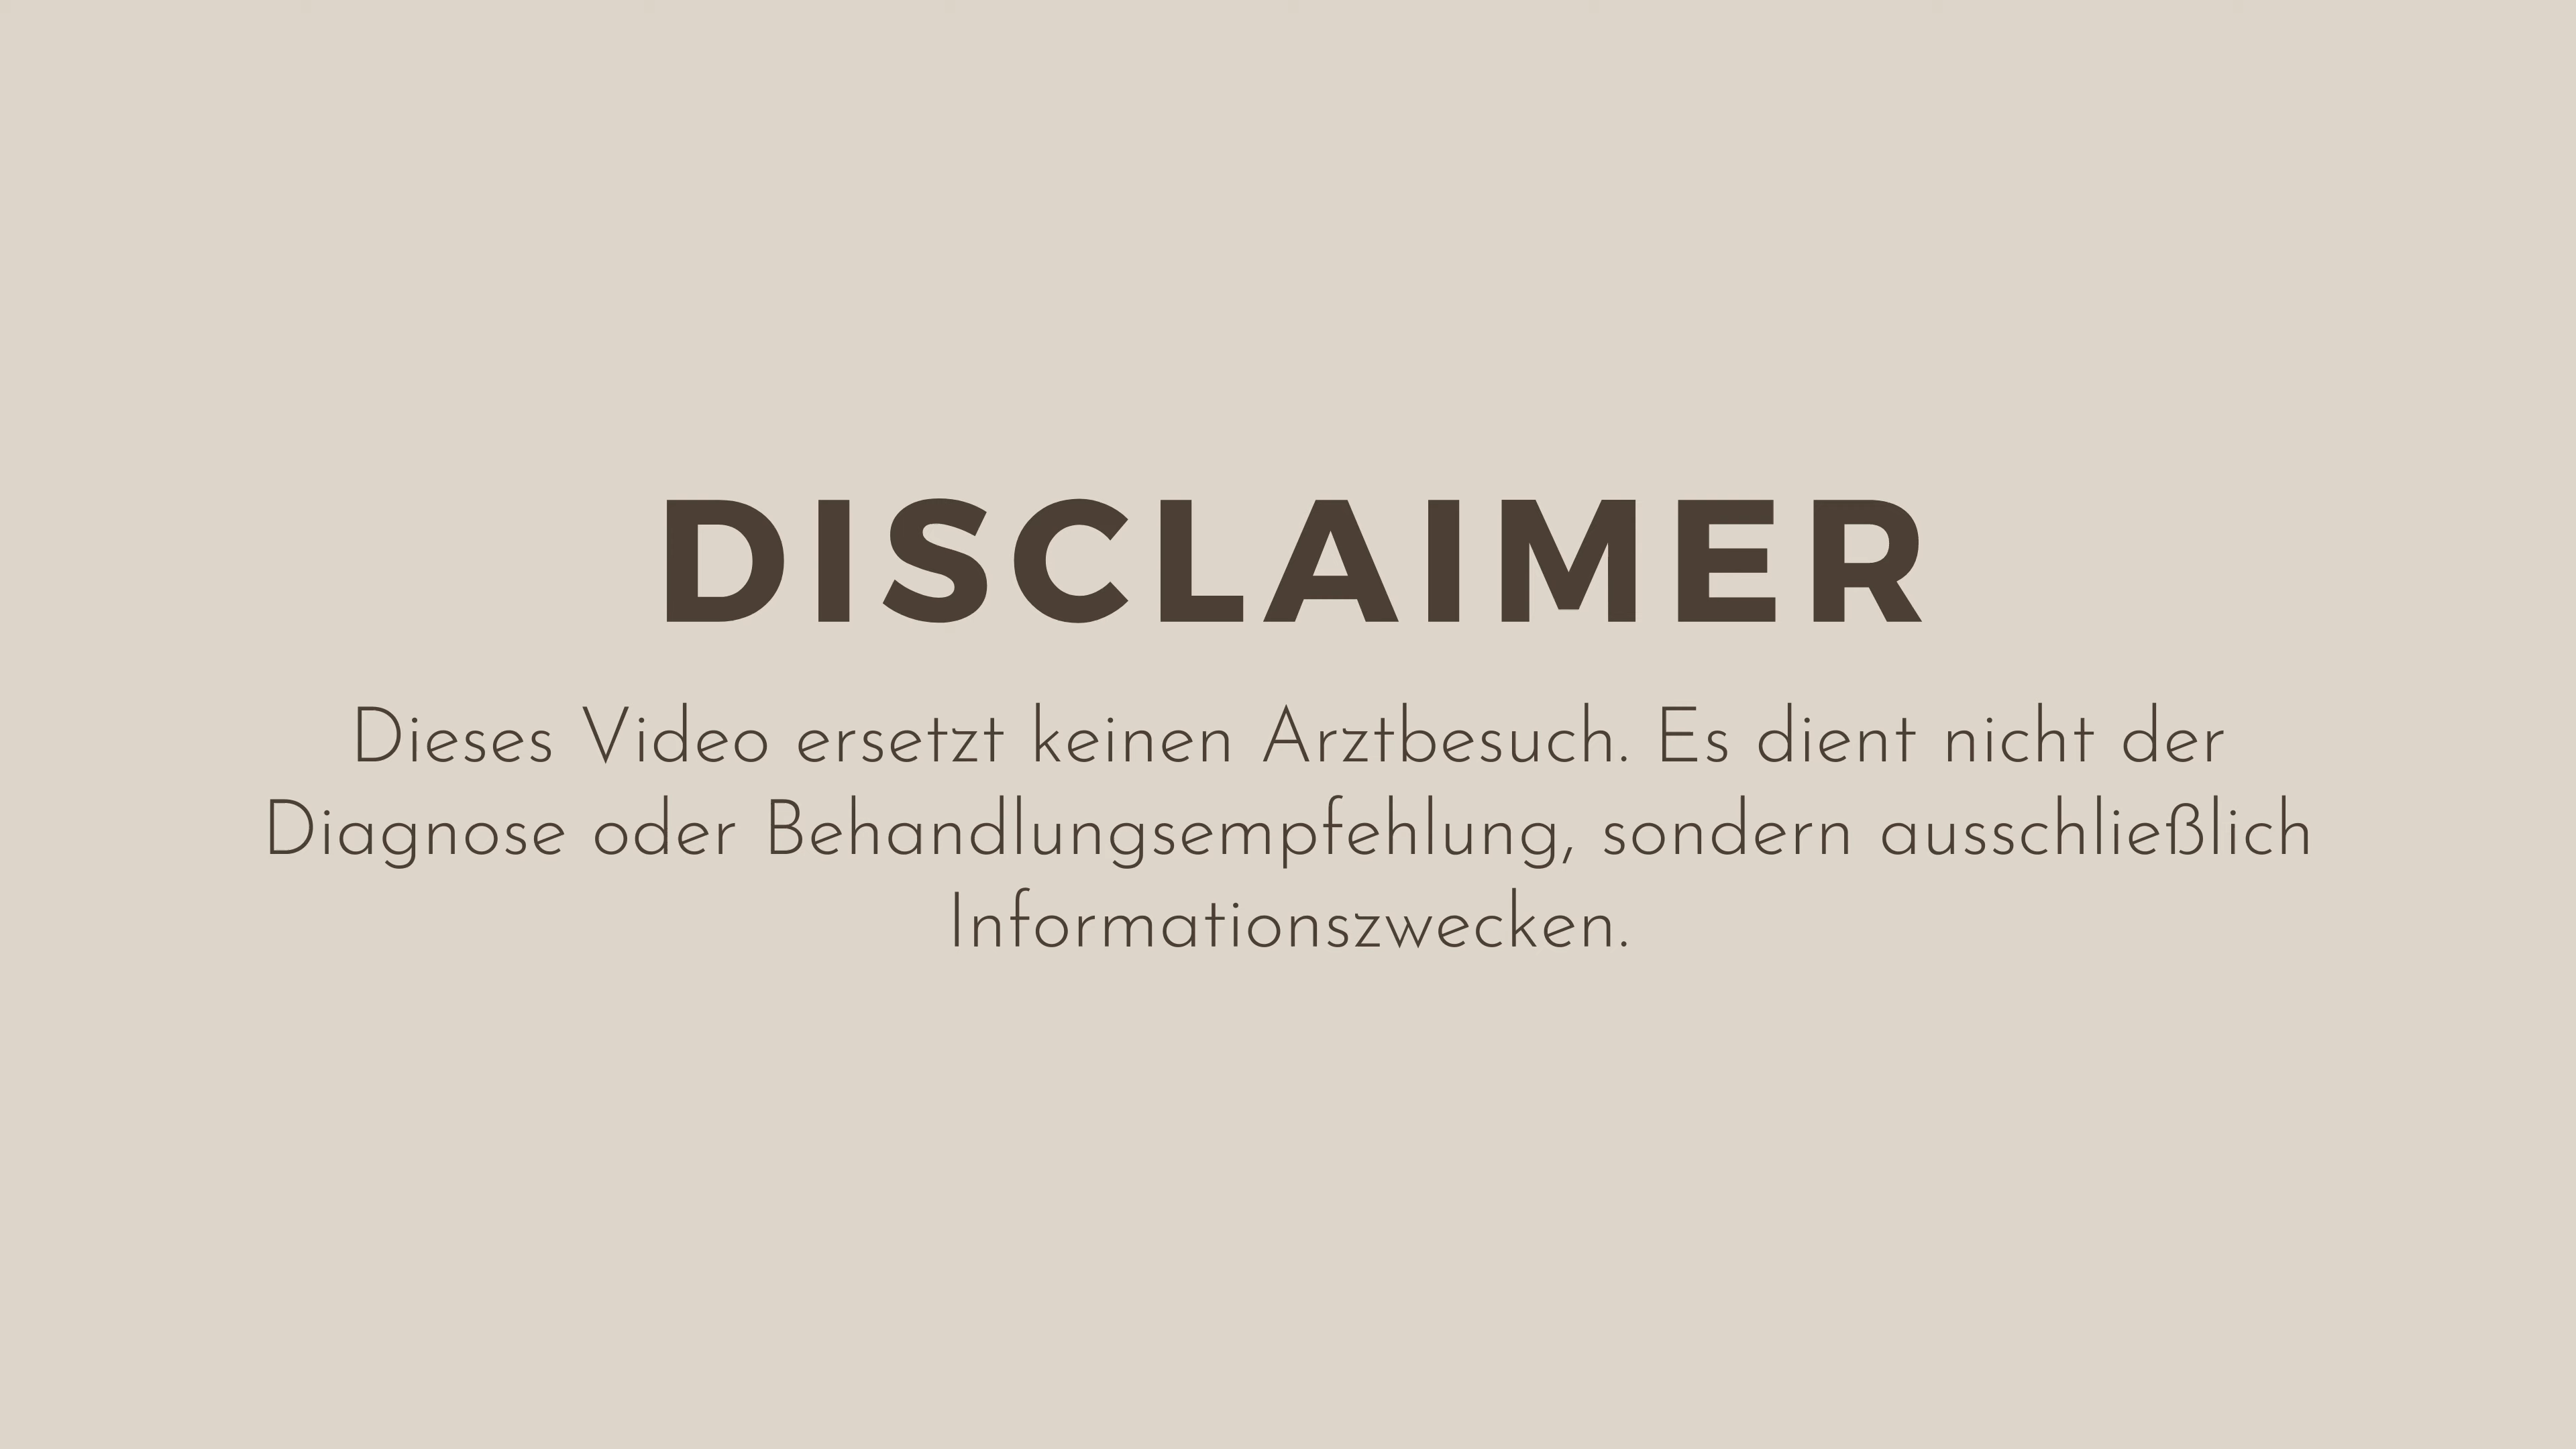 DISCLAIMER
Dieses Video ersetzt keinen Arztbesuch. Es dient nicht der
Diagnose oder Behandlungsempfehlung, sondern ausschließlich
Informationszwecken.